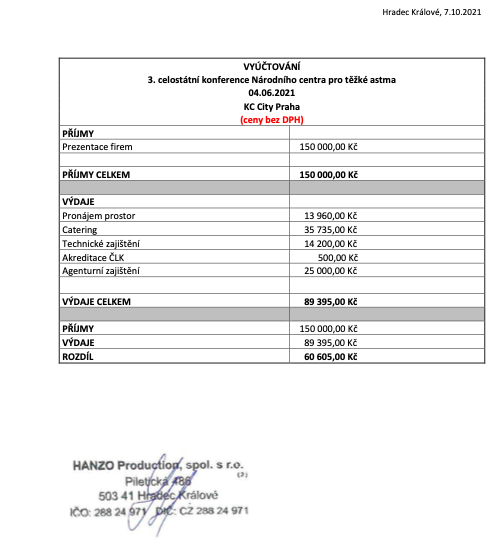 Hradec Králové, 7.10.2021
VYÚČTOVÁNÍ
3. celostátní konference Národního centra pro těžké astma
04.06.2021
KC City Praha
(ceny bez DPH)
PŘÍJMY
Prezentace firem 150 000,00 Kč
PŘÍJMY CELKEM 150 000,00 Kč
VÝDAJE
Pronájem prostor 13 960,00 Kč
Catering 35 735,00 Kč
Technické zajištění 14 200,00 Kč
Akreditace ČLK 500,00 Kč
Agenturní zajištění 25 000,00 Kč
VÝDAJE CELKEM 89 395,00 Kč
PŘÍJMY 150 000,00 Kč
VÝDAJE 89 395,00 Kč
ROZDÍL 60 605,00 Kč
HANZO Production, spol. s r.o.
(2)
Piletická 486
503 41 Hradec Králové
IČO: 288 24 971 DIČ: CZ 288 24 971